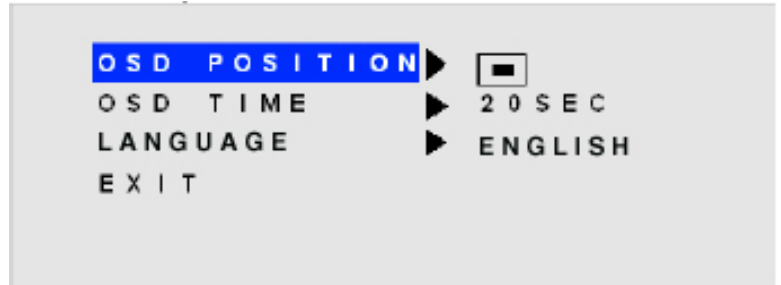 OSD POSITION
OSD TIME 20SEC
LANGUAGE ENGLISH
EXIT